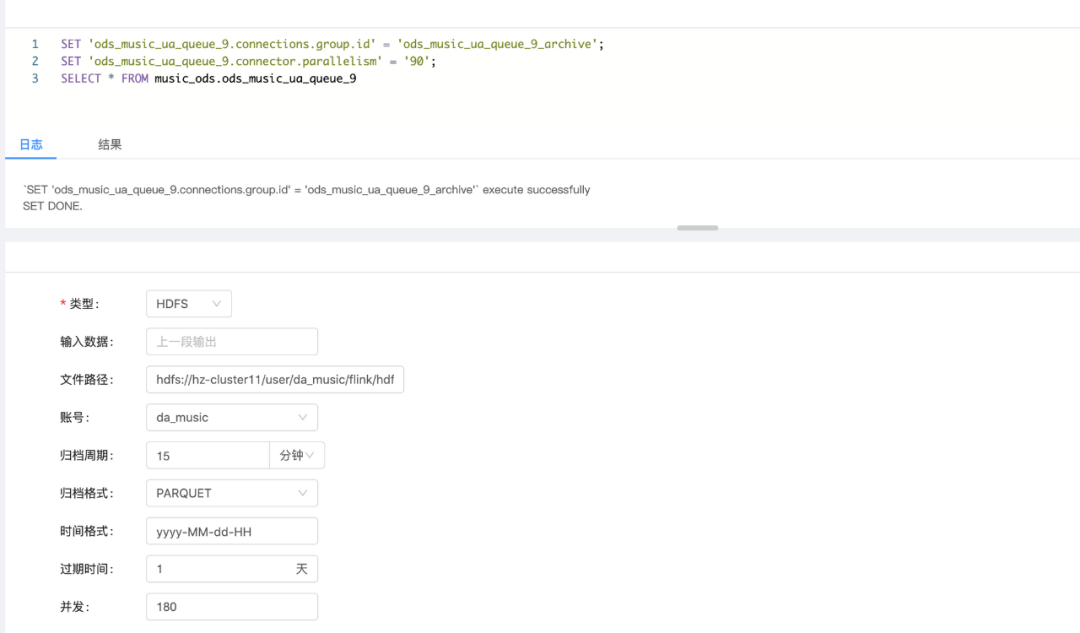 1 SET 'ods_music_ua_queue_9.connections.group.id' = 'ods_music_ua_queue_9_archive';
2 SET 'ods_music_ua_queue_9.connector.parallelism' = '90';
3 SELECT * FROM music_ods.ods_music_ua_queue_9
日志 结果
`SET 'ods_music_ua_queue_9.connections.group.id' = 'ods_music_ua_queue_9_archive'` execute successfully
SET DONE.
* 类型: HDFS
输入数据: 上一段输出
文件路径: hdfs://hz-cluster11/user/da_music/flink/hdf
账号: da_music
归档周期: 15 分钟
归档格式: PARQUET
时间格式: yyyy-MM-dd-HH
过期时间: 1 天
并发: 180